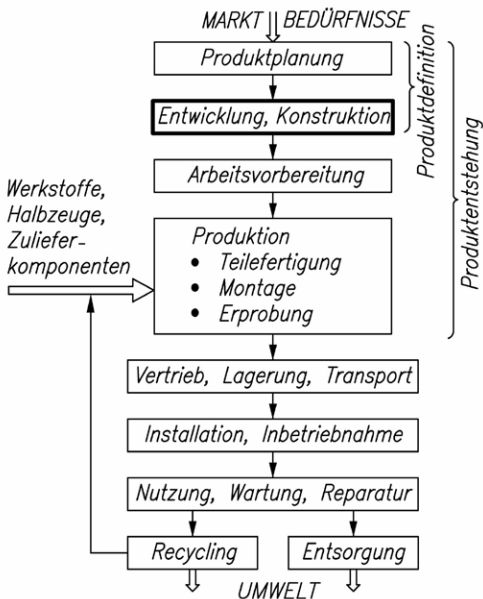 MARKT BEDÜRFNISSE
Produktplanung
Entwicklung, Konstruktion
Produktdefinition
Produktentstehung
Arbeitsvorbereitung
Werkstoffe,
Halbzeuge,
Zuliefer-
komponenten
Produktion
• Teilefertigung
• Montage
• Erprobung
Vertrieb, Lagerung, Transport
Installation, Inbetriebnahme
Nutzung, Wartung, Reparatur
Recycling
Entsorgung
UMWELT